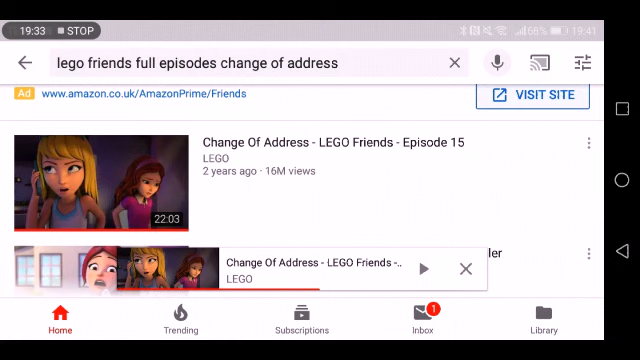 19:33 STOP
68% 19:41
lego friends full episodes change of address
Ad www.amazon.co.uk/AmazonPrime/Friends
VISIT SITE
Change Of Address - LEGO Friends - Episode 15
LEGO
2 years ago · 16M views
22:03
ler
Change Of Address - LEGO Friends -..
LEGO
1
Home Trending Subscriptions Inbox Library